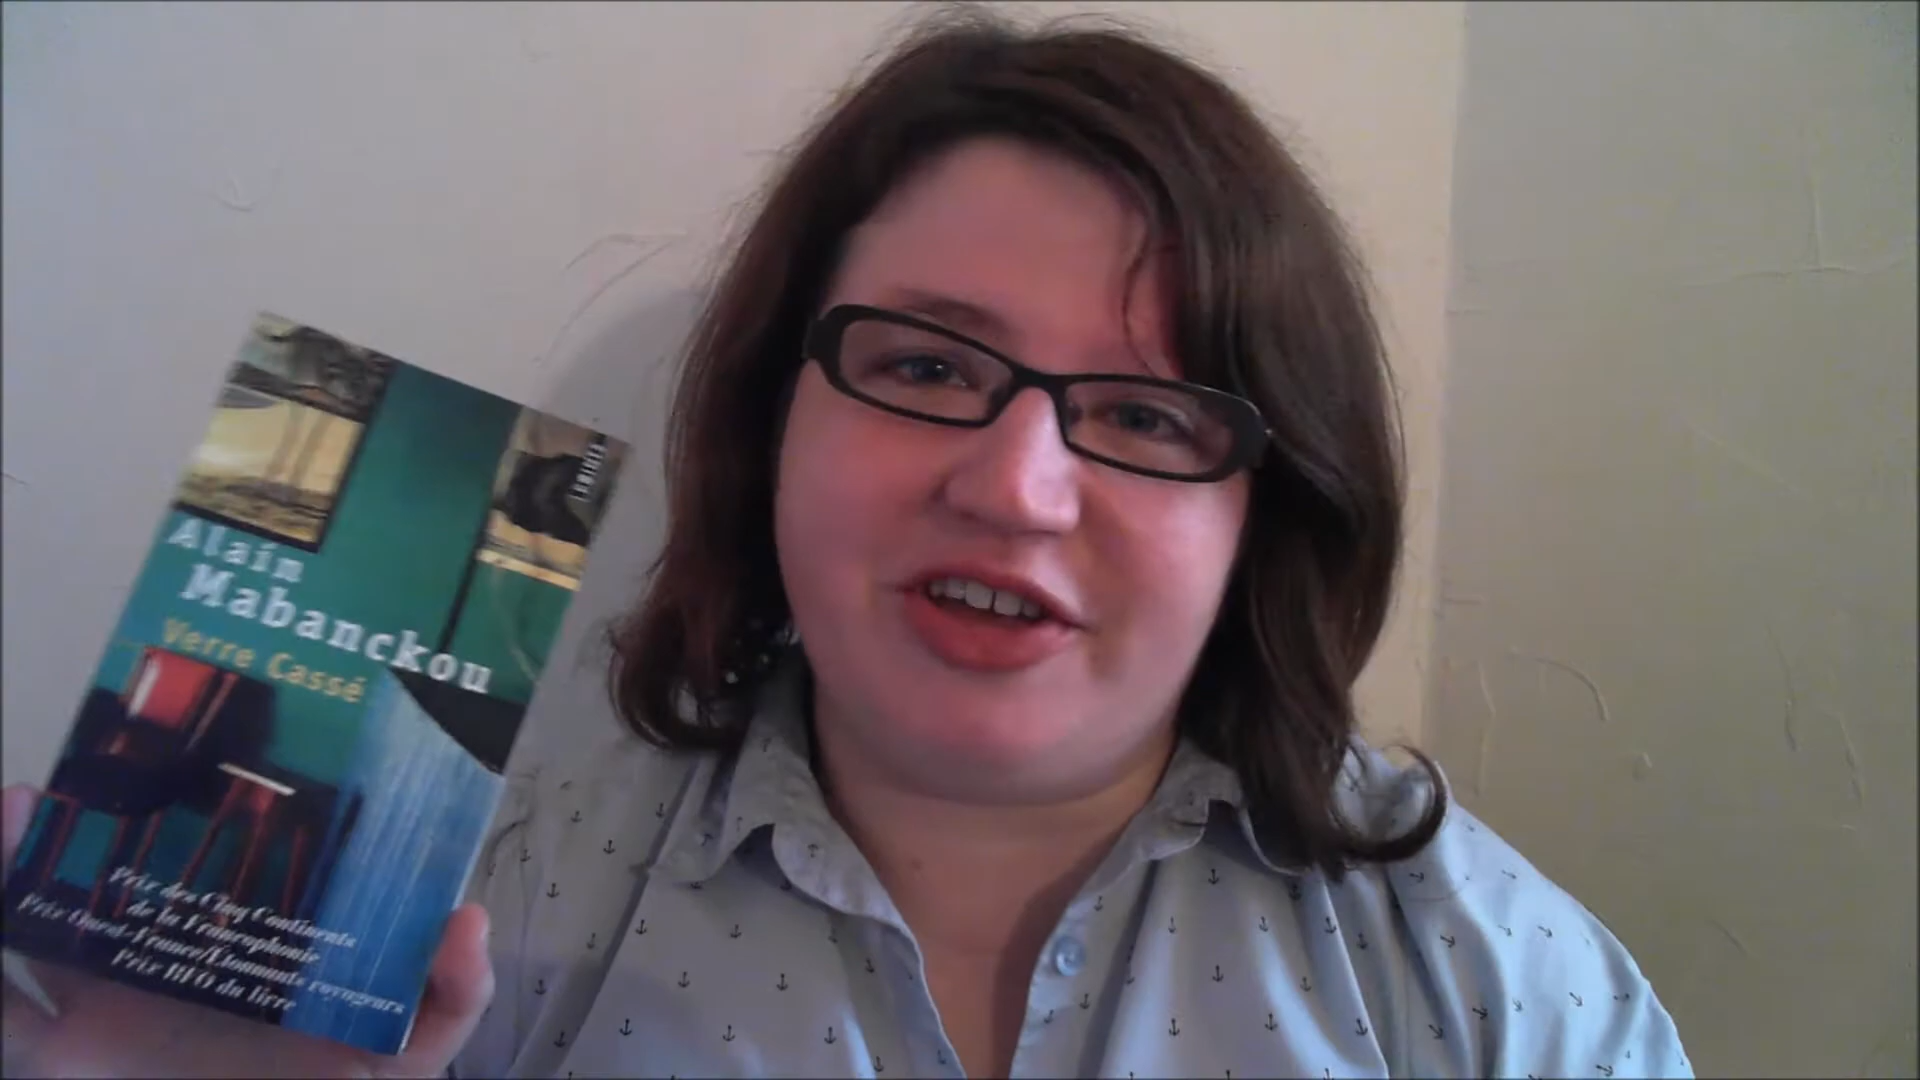 Alain
Mabanckou
Verre Cassé
Prix des Cinq Continents
de la Francophonie
Prix Ouest-France/Étonnants voyageurs
Prix RFO du livre